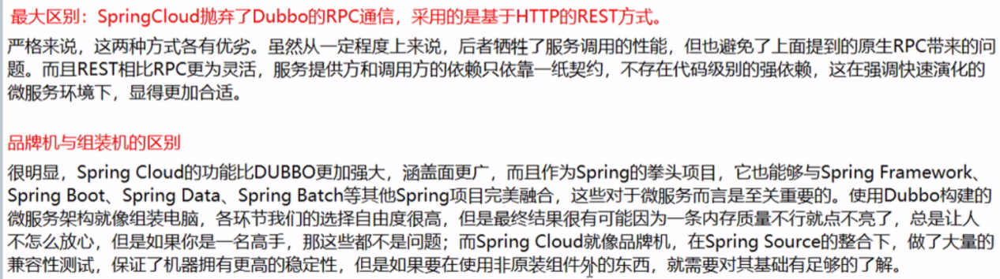 最大区别：SpringCloud抛弃了Dubbo的RPC通信，采用的是基于HTTP的REST方式。
严格来说，这两种方式各有优劣。虽然从一定程度上来说，后者牺牲了服务调用的性能，但也避免了上面提到的原生RPC带来的问
题。而且REST相比RPC更为灵活，服务提供方和调用方的依赖只依靠一纸契约，不存在代码级别的强依赖，这在强调快速演化的
微服务环境下，显得更加合适。
品牌机与组装机的区别
很明显，Spring Cloud的功能比DUBBO更加强大，涵盖面更广，而且作为Spring的拳头项目，它也能够与Spring Framework、
Spring Boot、Spring Data、Spring Batch等其他Spring项目完美融合，这些对于微服务而言是至关重要的。使用Dubbo构建的
微服务架构就像组装电脑，各环节我们的选择自由度很高，但是最终结果很有可能因为一条内存质量不行就点不亮了，总是让人
不怎么放心，但是如果你是一名高手，那这些都不是问题；而Spring Cloud就像品牌机，在Spring Source的整合下，做了大量的
兼容性测试，保证了机器拥有更高的稳定性，但是如果要在使用非原装组件外的东西，就需要对其基础有足够的了解。